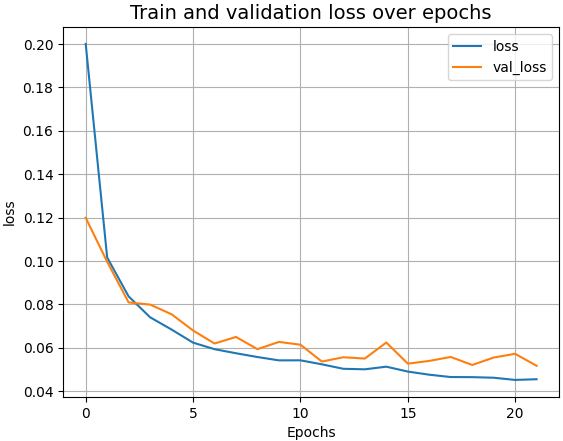 Train and validation loss over epochs
loss
val_loss
0.20
0.18
0.16
0.14
0.12
0.10
0.08
0.06
0.04
loss
0 5 10 15 20
Epochs